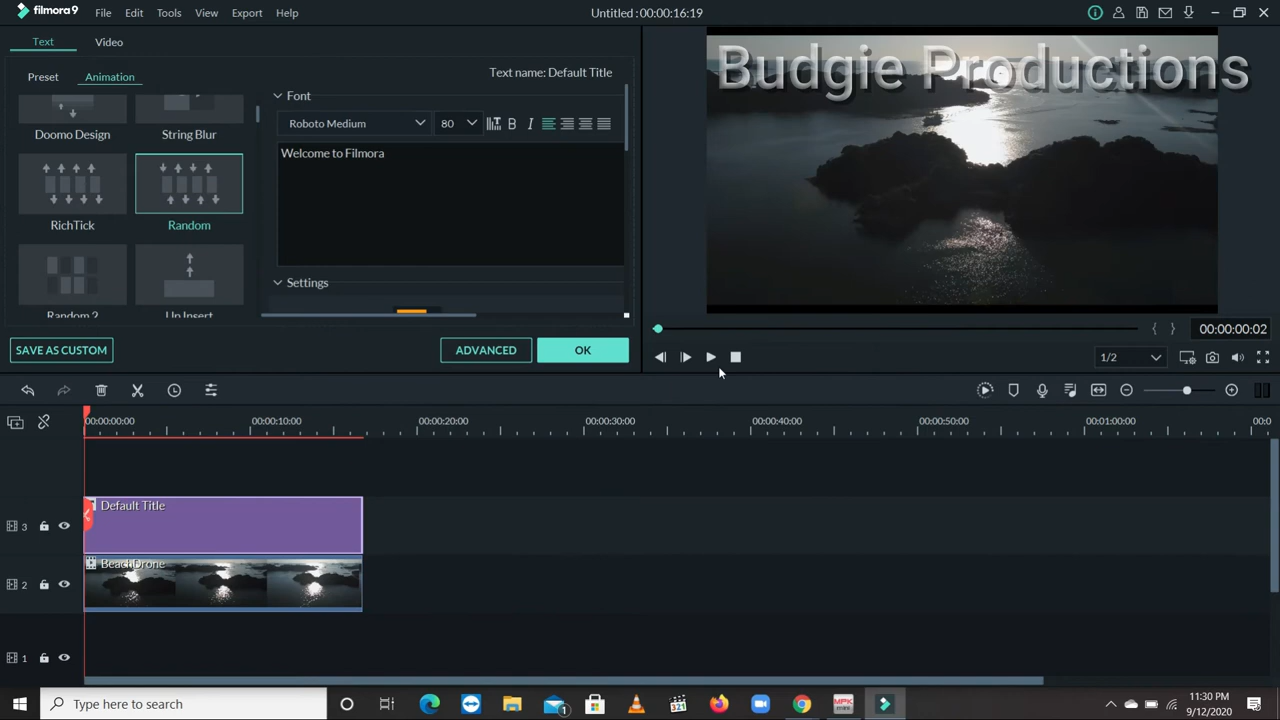 filmora9 File Edit Tools View Export Help Untitled : 00:00:16:19
Text Video
Preset Animation Text name: Default Title
Font
Doomo Design String Blur Roboto Medium 80 B I
Welcome to Filmora
RichTick Random
Settings
Random 2 Up Insert
SAVE AS CUSTOM ADVANCED OK
Budgie Productions
00:00:00:02
1/2
00:00:00:00 00:00:10:00 00:00:20:00 00:00:30:00 00:00:40:00 00:00:50:00 00:01:00:00 00:0
Default Title
3
BeachDrone
2
1
Type here to search
1
321
MPK
mini
11:30 PM
9/12/2020